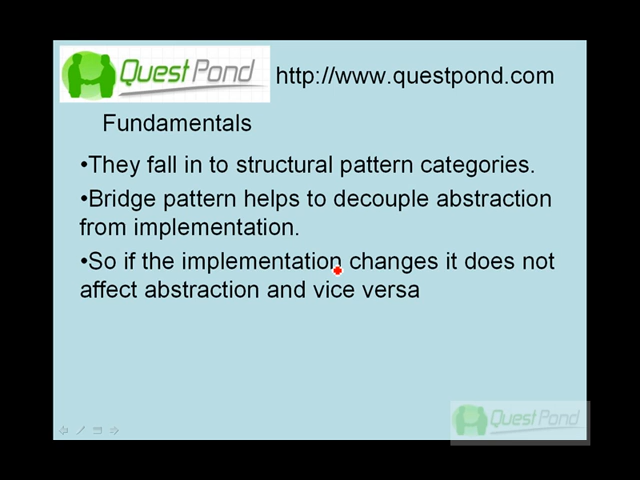 QuestPond http://www.questpond.com
Fundamentals
•They fall in to structural pattern categories.
•Bridge pattern helps to decouple abstraction
from implementation.
•So if the implementation changes it does not
affect abstraction and vice versa
QuestPond